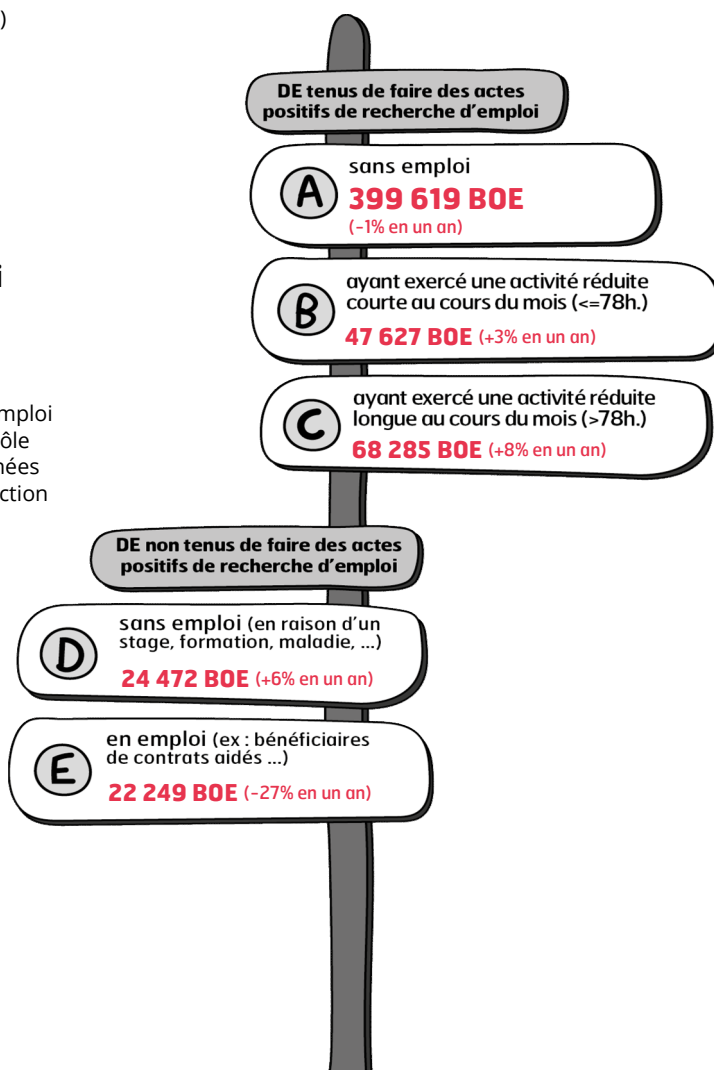 )
DE tenus de faire des actes
positifs de recherche d'emploi
A
sans emploi
399 619 BOE
(-1% en un an)
i
B
ayant exercé une activité réduite
courte au cours du mois (<=78h.)
47 627 BOE (+3% en un an)
C
ayant exercé une activité réduite
longue au cours du mois (>78h.)
68 285 BOE (+8% en un an)
DE non tenus de faire des actes
positifs de recherche d'emploi
D
sans emploi (en raison d'un
stage, formation, maladie, ...)
24 472 BOE (+6% en un an)
E
en emploi (ex : bénéficiaires
de contrats aidés ...)
22 249 BOE (-27% en un an)